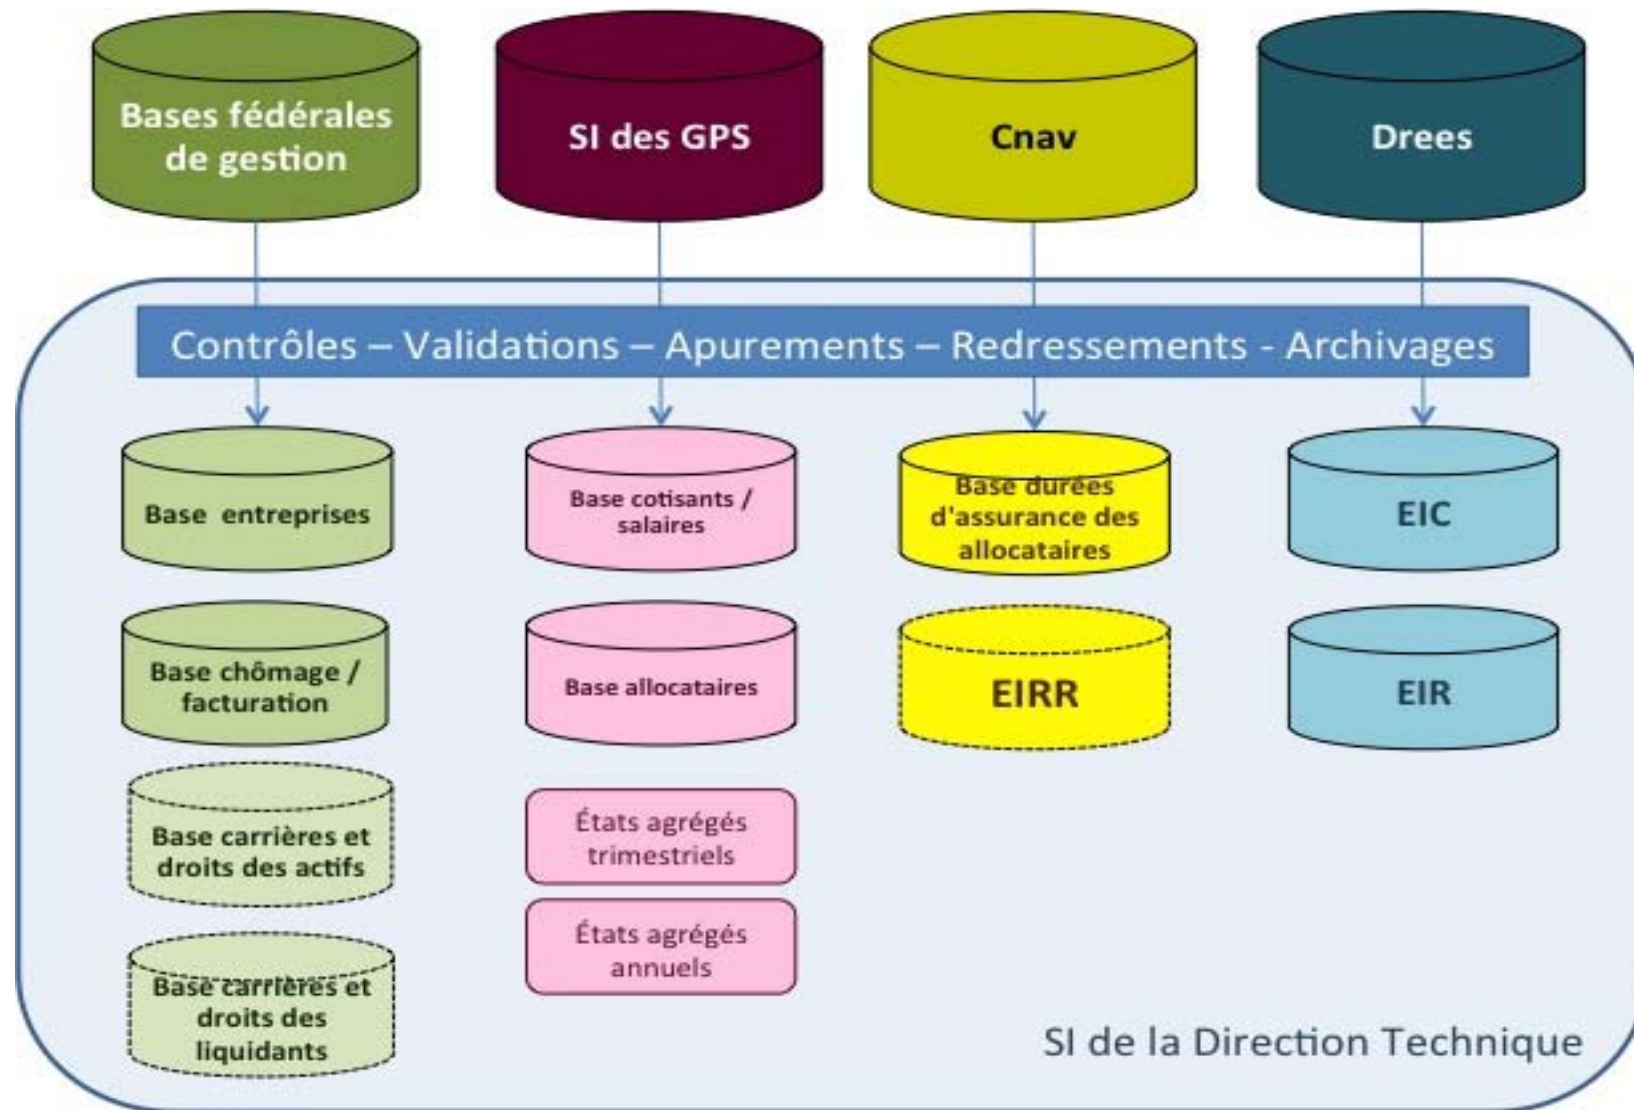 Bases fédérales
de gestion
SI des GPS
Cnav
Drees
Contrôles – Validations – Apurements – Redressements - Archivages
Base entreprises
Base cotisants /
salaires
Base durées
d'assurance des
allocataires
EIC
Base chômage /
facturation
Base allocataires
EIRR
EIR
Base carrières et
droits des actifs
États agrégés
trimestriels
États agrégés
annuels
Base carrières et
droits des
liquidants
SI de la Direction Technique